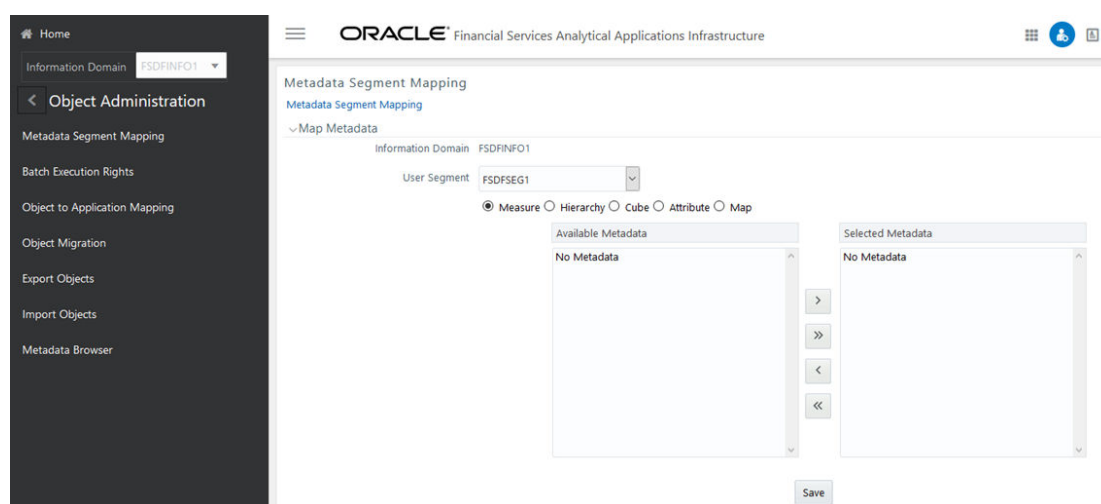 Home
Information Domain FSDFINFO1
Object Administration
Metadata Segment Mapping
Batch Execution Rights
Object to Application Mapping
Object Migration
Export Objects
Import Objects
Metadata Browser
ORACLE® Financial Services Analytical Applications Infrastructure
Metadata Segment Mapping
Metadata Segment Mapping
Map Metadata
Information Domain FSDFINFO1
User Segment FSDFSEG1
Measure Hierarchy Cube Attribute Map
Available Metadata Selected Metadata
No Metadata No Metadata
Save